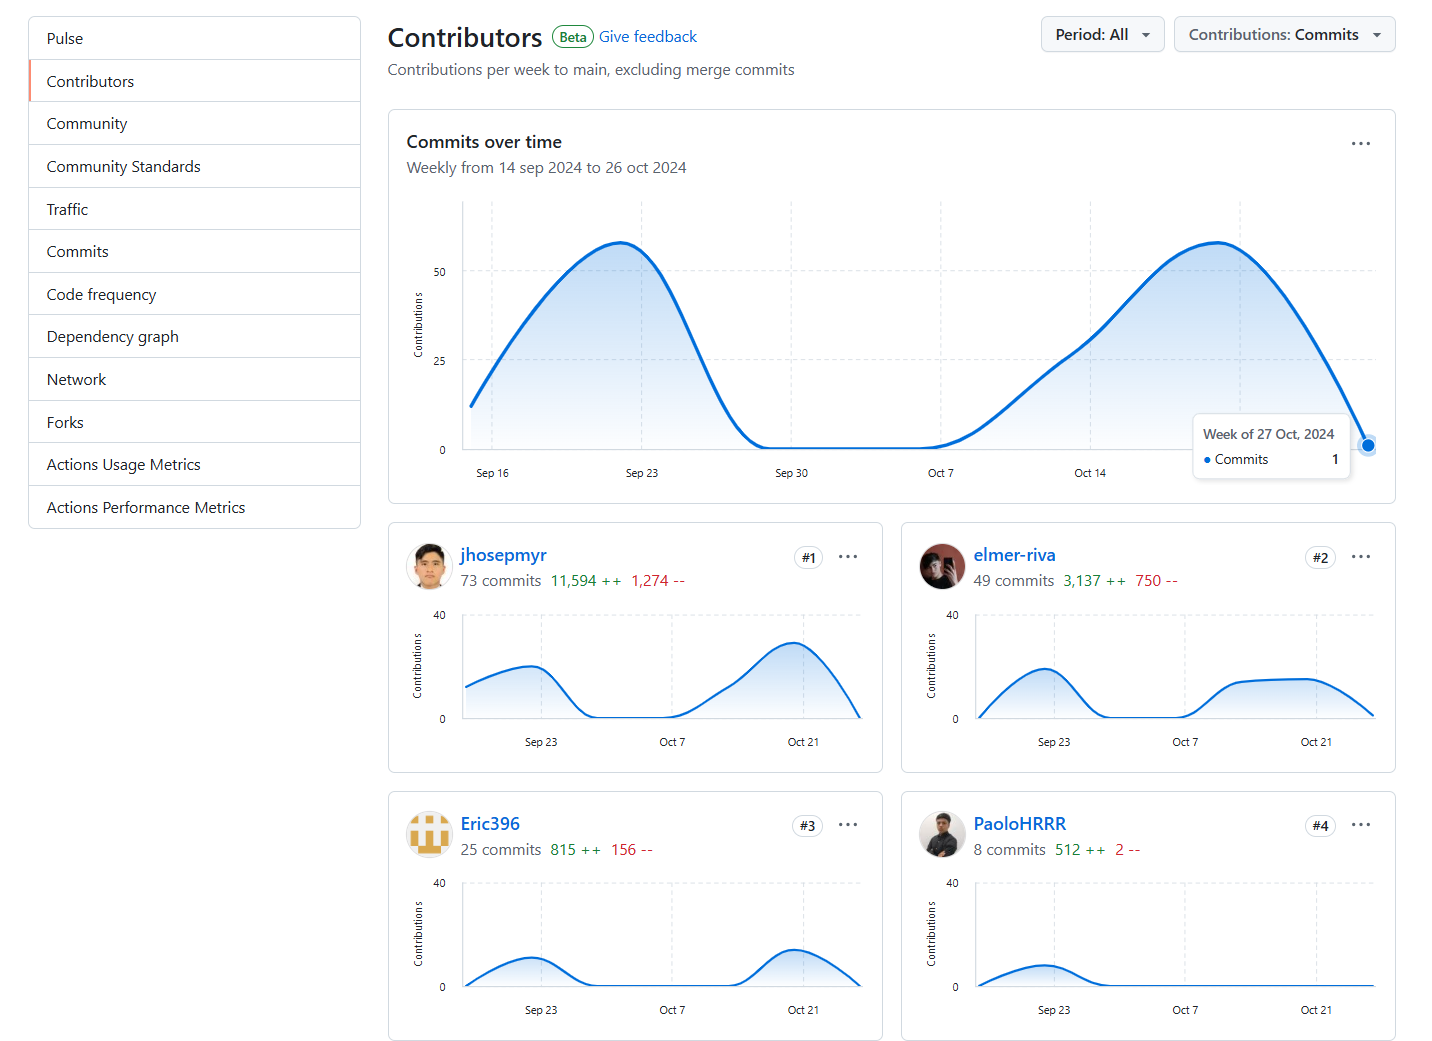 Pulse
Contributors
Community
Community Standards
Traffic
Commits
Code frequency
Dependency graph
Network
Forks
Actions Usage Metrics
Actions Performance Metrics
Contributors Beta Give feedback
Period: All
Contributions: Commits
Contributions per week to main, excluding merge commits
Commits over time
Weekly from 14 sep 2024 to 26 oct 2024
Contributions
50
25
0
Sep 16 Sep 23 Sep 30 Oct 7 Oct 14
Week of 27 Oct, 2024
Commits 1
jhosepmyr #1
73 commits 11,594 ++ 1,274 --
Contributions
40
0
Sep 23 Oct 7 Oct 21
elmer-riva #2
49 commits 3,137 ++ 750 --
Contributions
40
0
Sep 23 Oct 7 Oct 21
Eric396 #3
25 commits 815 ++ 156 --
Contributions
40
0
Sep 23 Oct 7 Oct 21
PaoloHRRR #4
8 commits 512 ++ 2 --
Contributions
40
0
Sep 23 Oct 7 Oct 21